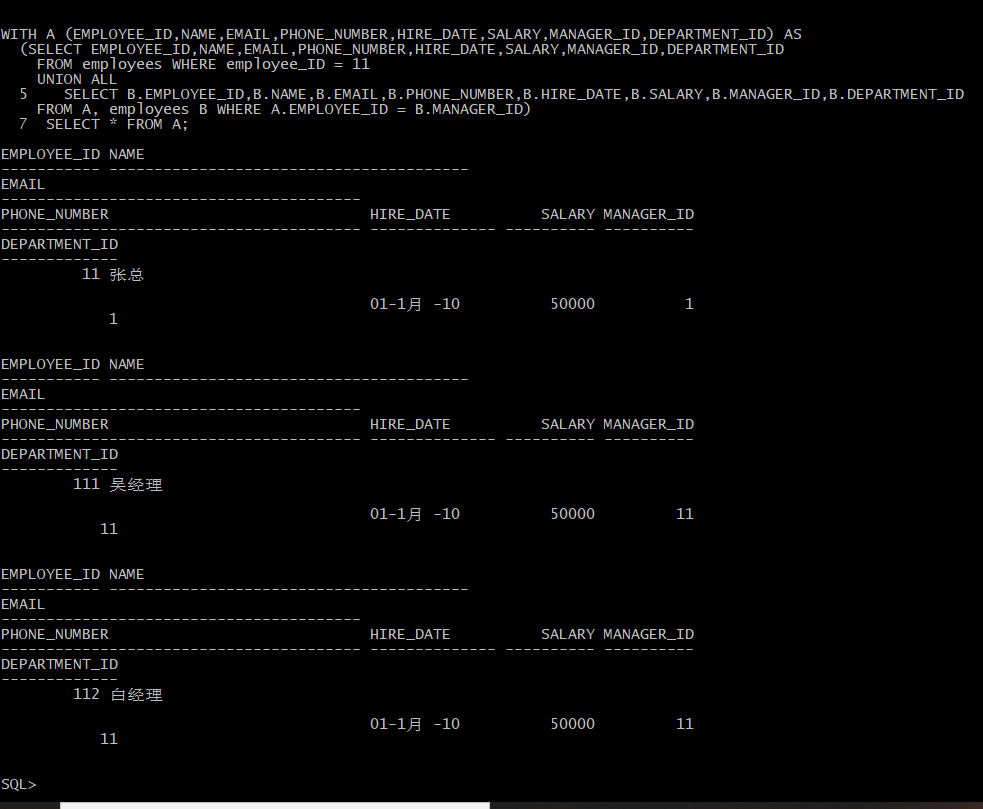 WITH A (EMPLOYEE_ID,NAME,EMAIL,PHONE_NUMBER,HIRE_DATE,SALARY,MANAGER_ID,DEPARTMENT_ID) AS
  (SELECT EMPLOYEE_ID,NAME,EMAIL,PHONE_NUMBER,HIRE_DATE,SALARY,MANAGER_ID,DEPARTMENT_ID
    FROM employees WHERE employee_ID = 11
    UNION ALL
  5    SELECT B.EMPLOYEE_ID,B.NAME,B.EMAIL,B.PHONE_NUMBER,B.HIRE_DATE,B.SALARY,B.MANAGER_ID,B.DEPARTMENT_ID
    FROM A, employees B WHERE A.EMPLOYEE_ID = B.MANAGER_ID)
  7  SELECT * FROM A;
EMPLOYEE_ID NAME
----------- ----------------------------------------
EMAIL
----------------------------------------
PHONE_NUMBER                             HIRE_DATE          SALARY MANAGER_ID
---------------------------------------- -------------- ---------- ----------
DEPARTMENT_ID
-------------
         11 张总
                                         01-1月 -10          50000          1
            1
EMPLOYEE_ID NAME
----------- ----------------------------------------
EMAIL
----------------------------------------
PHONE_NUMBER                             HIRE_DATE          SALARY MANAGER_ID
---------------------------------------- -------------- ---------- ----------
DEPARTMENT_ID
-------------
        111 吴经理
                                         01-1月 -10          50000         11
           11
EMPLOYEE_ID NAME
----------- ----------------------------------------
EMAIL
----------------------------------------
PHONE_NUMBER                             HIRE_DATE          SALARY MANAGER_ID
---------------------------------------- -------------- ---------- ----------
DEPARTMENT_ID
-------------
        112 白经理
                                         01-1月 -10          50000         11
           11
SQL>